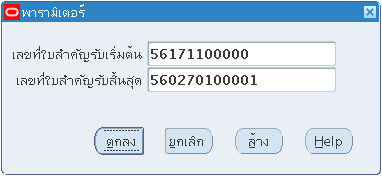 พารามิเตอร์
เลขที่ใบสำคัญรับเริ่มต้น 56171100000
เลขที่ใบสำคัญรับสิ้นสุด 560270100001
ตกลง ยกเลิก ล้าง Help